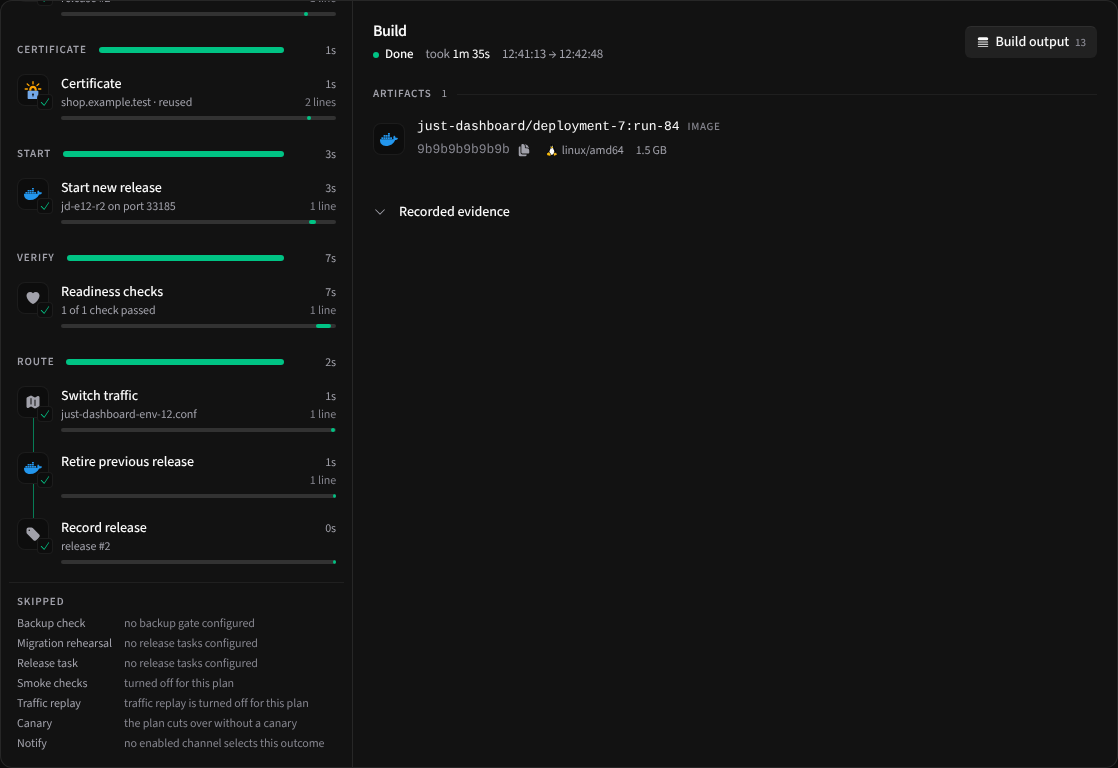 CERTIFICATE 1s
Certificate 1s
shop.example.test · reused 2 lines
START 3s
Start new release 3s
jd-e12-r2 on port 33185 1 line
VERIFY 7s
Readiness checks 7s
1 of 1 check passed 1 line
ROUTE 2s
Switch traffic 1s
just-dashboard-env-12.conf 1 line
Retire previous release 1s
1 line
Record release 0s
release #2
SKIPPED
Backup check no backup gate configured
Migration rehearsal no release tasks configured
Release task no release tasks configured
Smoke checks turned off for this plan
Traffic replay traffic replay is turned off for this plan
Canary the plan cuts over without a canary
Notify no enabled channel selects this outcome
Build
Done took 1m 35s 12:41:13 → 12:42:48
Build output 13
ARTIFACTS 1
just-dashboard/deployment-7:run-84 IMAGE
9b9b9b9b9b9b linux/amd64 1.5 GB
Recorded evidence